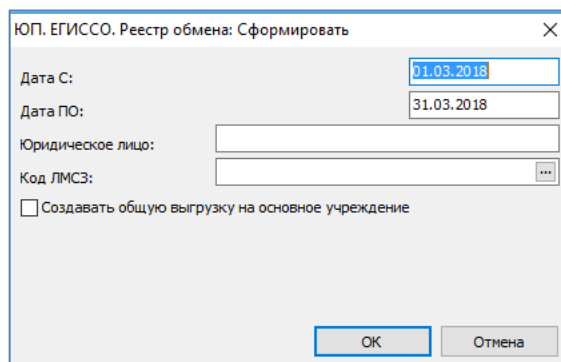 ЮП. ЕГИССО. Реестр обмена: Сформировать
Дата С: 01.03.2018
Дата ПО: 31.03.2018
Юридическое лицо:
Код ЛМСЗ: ...
Создавать общую выгрузку на основное учреждение
ОК Отмена